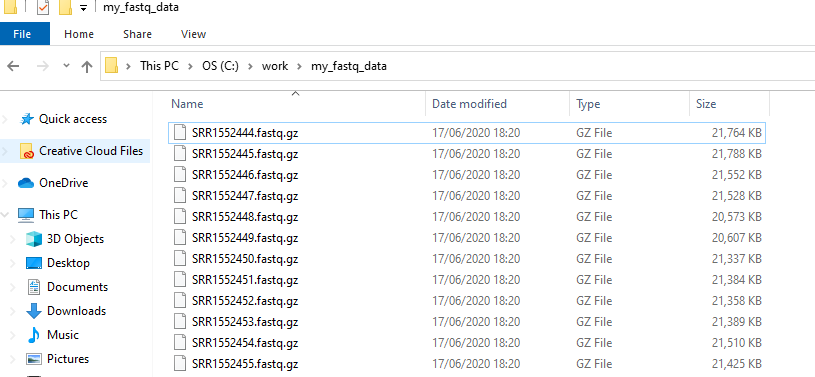 my_fastq_data
File Home Share View
This PC OS (C:) work my_fastq_data
Name Date modified Type Size
Quick access
Creative Cloud Files
OneDrive
This PC
3D Objects
Desktop
Documents
Downloads
Music
Pictures
SRR1552444.fastq.gz 17/06/2020 18:20 GZ File 21,764 KB
SRR1552445.fastq.gz 17/06/2020 18:20 GZ File 21,788 KB
SRR1552446.fastq.gz 17/06/2020 18:20 GZ File 21,552 KB
SRR1552447.fastq.gz 17/06/2020 18:20 GZ File 21,528 KB
SRR1552448.fastq.gz 17/06/2020 18:20 GZ File 20,573 KB
SRR1552449.fastq.gz 17/06/2020 18:20 GZ File 20,607 KB
SRR1552450.fastq.gz 17/06/2020 18:20 GZ File 21,337 KB
SRR1552451.fastq.gz 17/06/2020 18:20 GZ File 21,384 KB
SRR1552452.fastq.gz 17/06/2020 18:20 GZ File 21,358 KB
SRR1552453.fastq.gz 17/06/2020 18:20 GZ File 21,389 KB
SRR1552454.fastq.gz 17/06/2020 18:20 GZ File 21,510 KB
SRR1552455.fastq.gz 17/06/2020 18:20 GZ File 21,425 KB